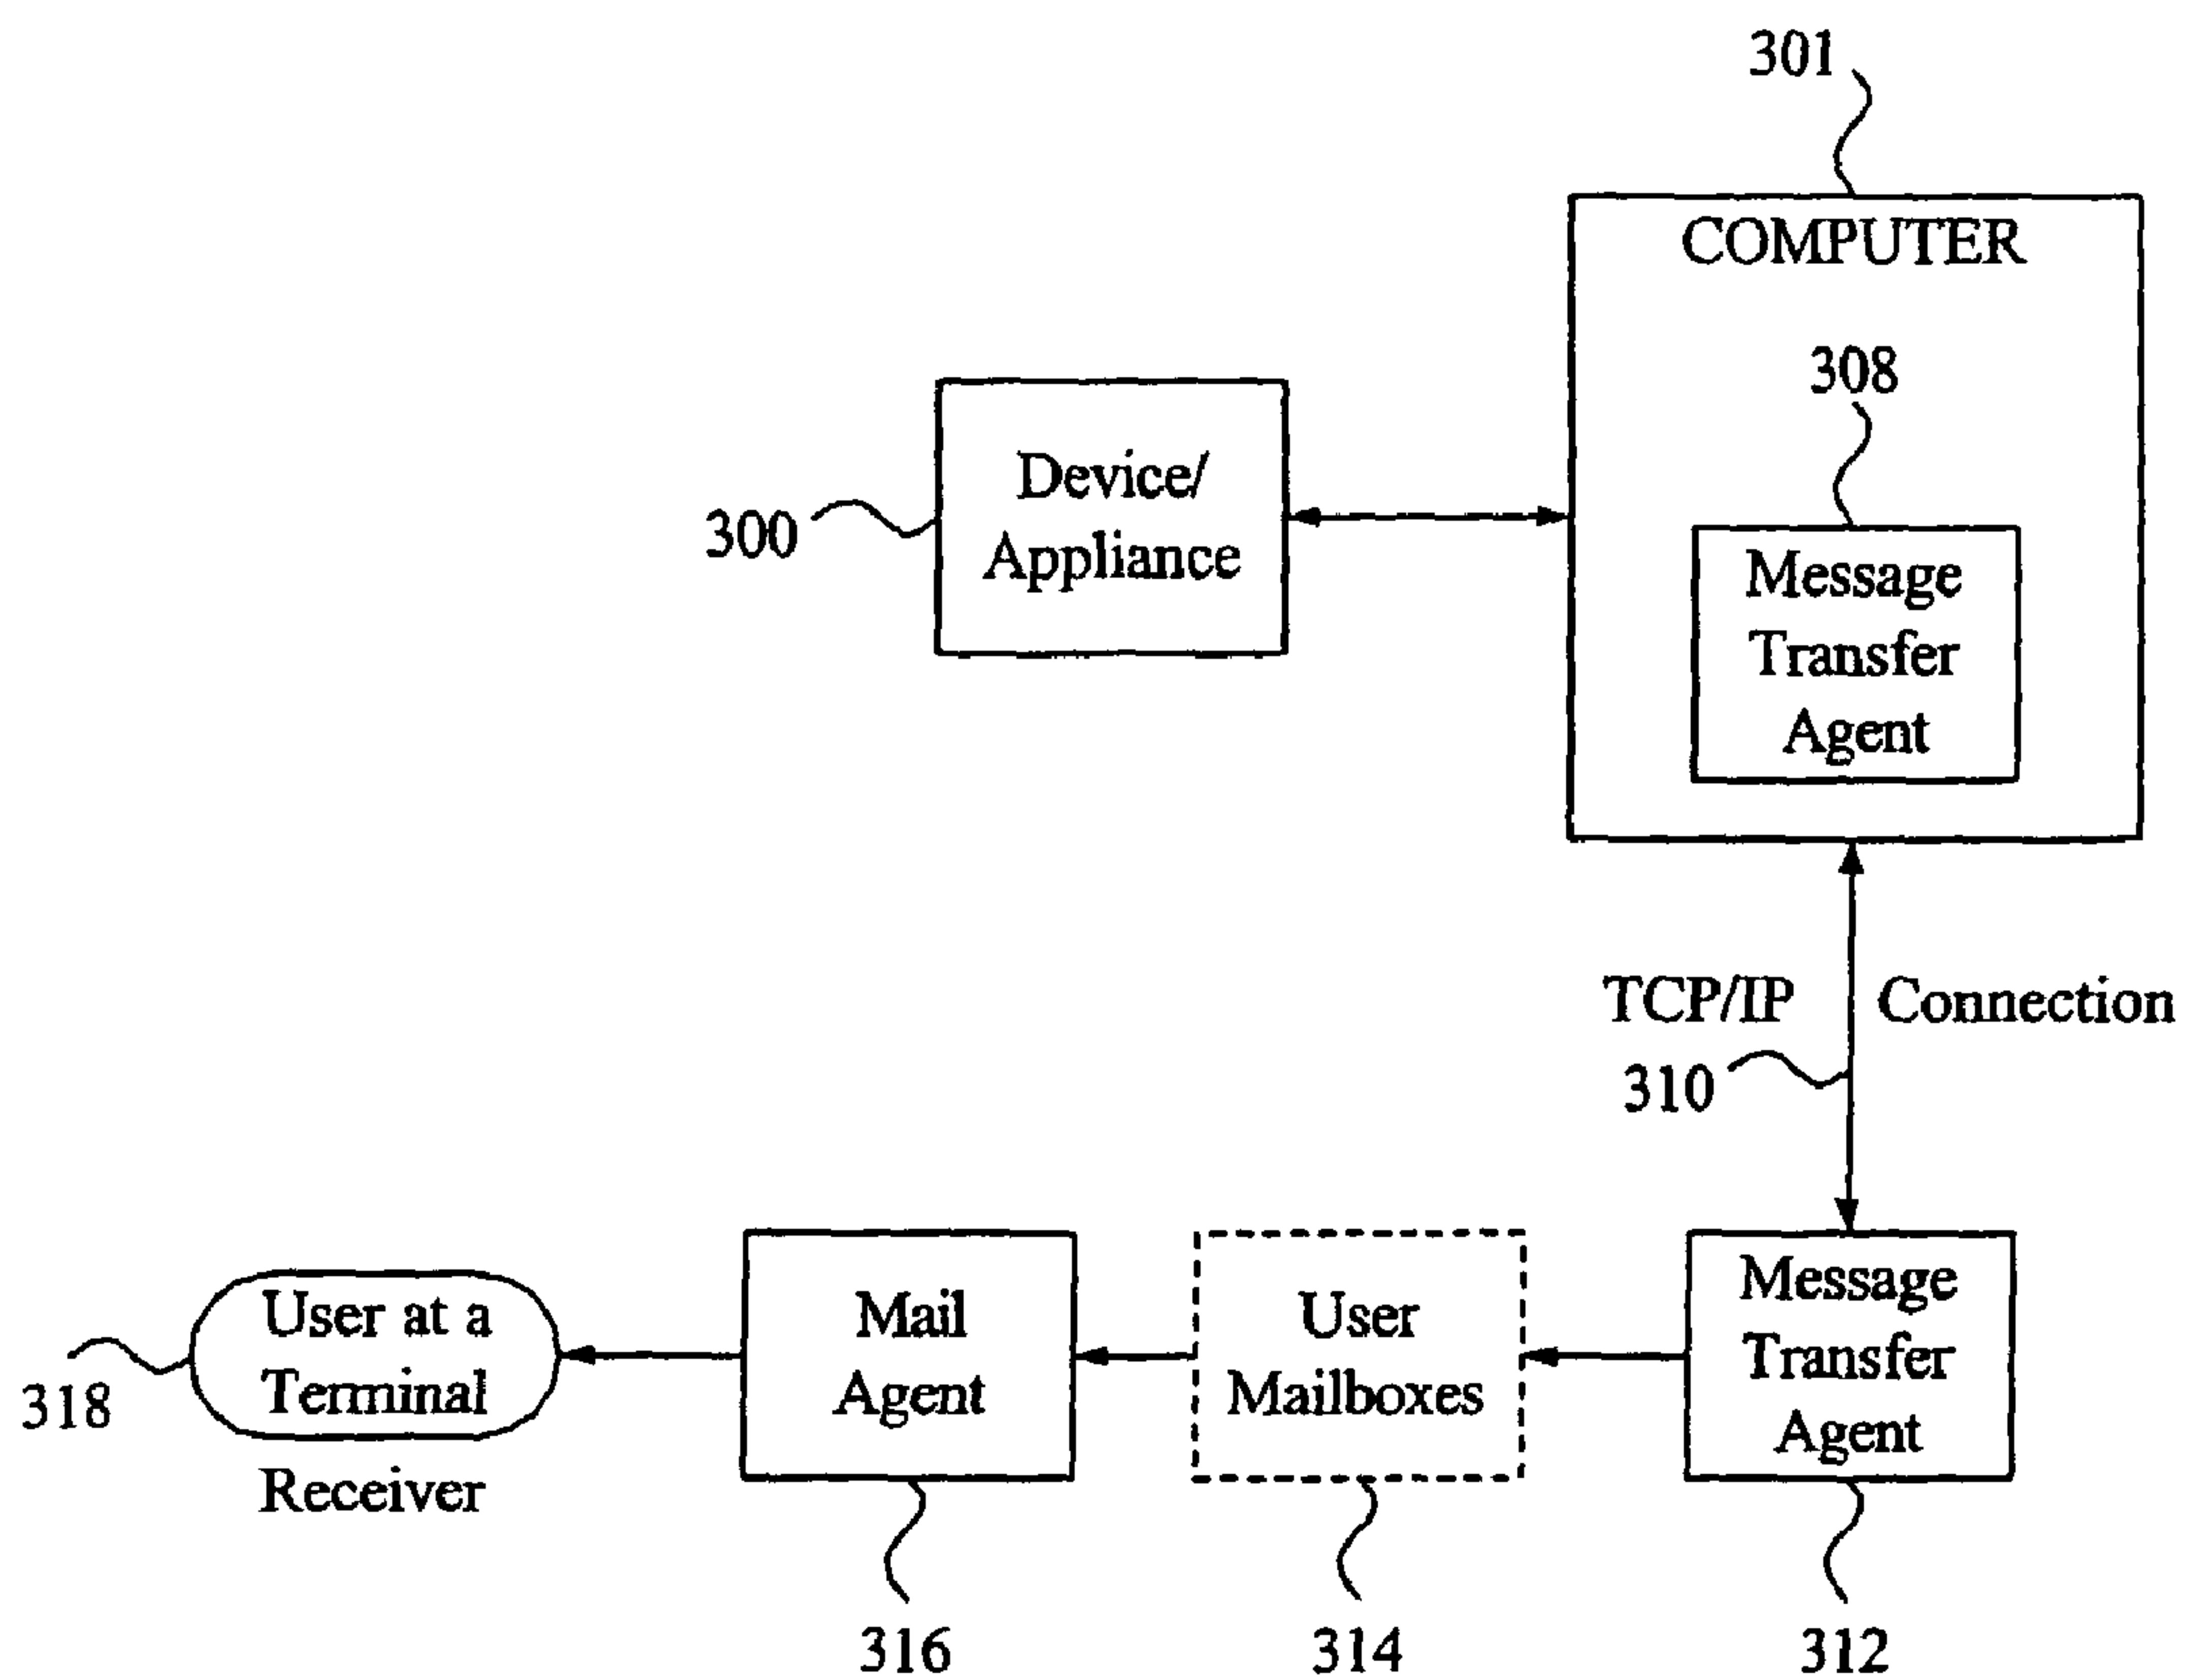 301
COMPUTER
308
Device/
Appliance
300
Message
Transfer
Agent
TCP/IP Connection
310
User at a
Terminal
318
Receiver
Mail
Agent
316
User
Mailboxes
314
Message
Transfer
Agent
312